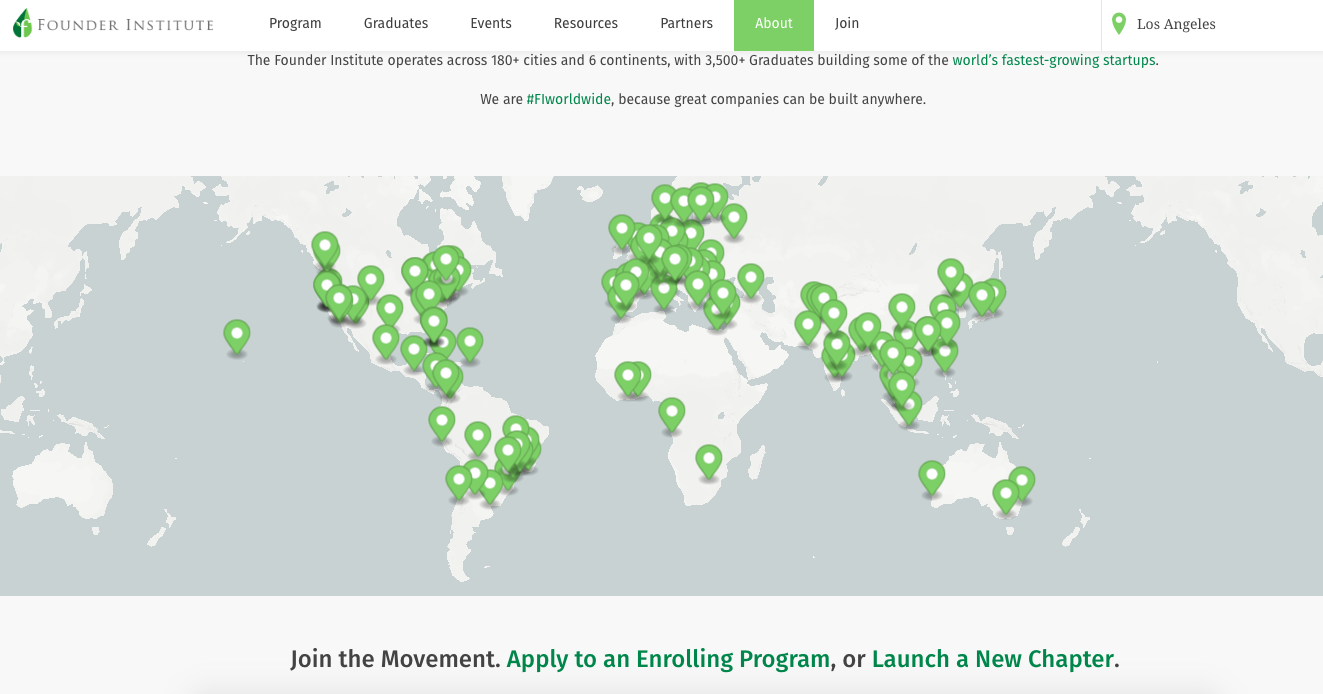 FOUNDER INSTITUTE
Program Graduates Events Resources Partners About Join
Los Angeles
The Founder Institute operates across 180+ cities and 6 continents, with 3,500+ Graduates building some of the world's fastest-growing startups.
We are #FIworldwide, because great companies can be built anywhere.
Join the Movement. Apply to an Enrolling Program, or Launch a New Chapter.